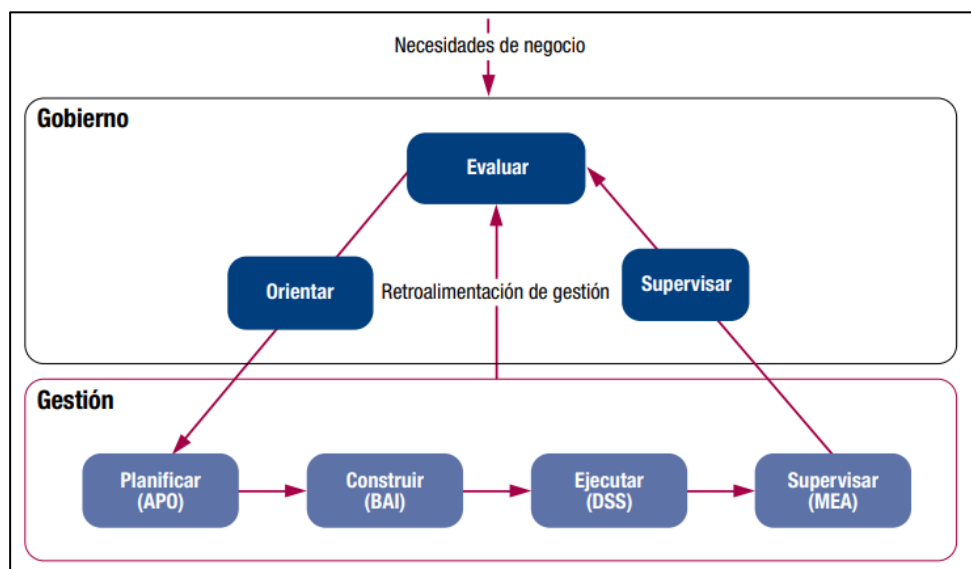 Necesidades de negocio
Gobierno
Evaluar
Orientar
Retroalimentación de gestión
Supervisar
Gestión
Planificar
(APO)
Construir
(BAI)
Ejecutar
(DSS)
Supervisar
(MEA)